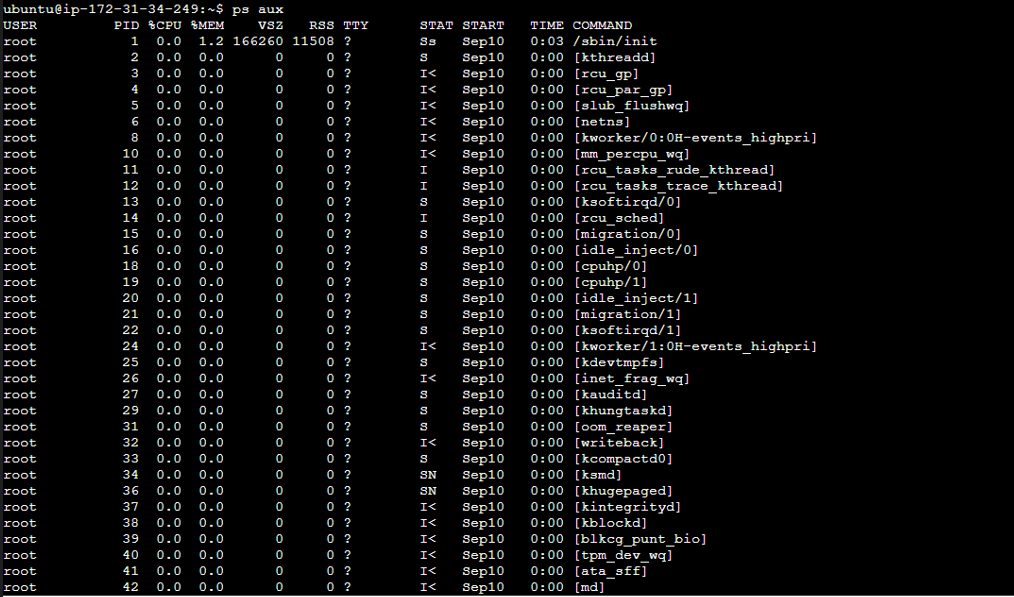 ubuntu@ip-172-31-34-249:~$ ps aux
USER PID %CPU %MEM VSZ RSS TTY STAT START TIME COMMAND
root 1 0.0 1.2 166260 11508 ? Ss Sep10 0:03 /sbin/init
root 2 0.0 0.0 0 0 ? S Sep10 0:00 [kthreadd]
root 3 0.0 0.0 0 0 ? I< Sep10 0:00 [rcu_gp]
root 4 0.0 0.0 0 0 ? I< Sep10 0:00 [rcu_par_gp]
root 5 0.0 0.0 0 0 ? I< Sep10 0:00 [slub_flushwq]
root 6 0.0 0.0 0 0 ? I< Sep10 0:00 [netns]
root 8 0.0 0.0 0 0 ? I< Sep10 0:00 [kworker/0:0H-events_highpri]
root 10 0.0 0.0 0 0 ? I< Sep10 0:00 [mm_percpu_wq]
root 11 0.0 0.0 0 0 ? I Sep10 0:00 [rcu_tasks_rude_kthread]
root 12 0.0 0.0 0 0 ? I Sep10 0:00 [rcu_tasks_trace_kthread]
root 13 0.0 0.0 0 0 ? S Sep10 0:00 [ksoftirqd/0]
root 14 0.0 0.0 0 0 ? I Sep10 0:00 [rcu_sched]
root 15 0.0 0.0 0 0 ? S Sep10 0:00 [migration/0]
root 16 0.0 0.0 0 0 ? S Sep10 0:00 [idle_inject/0]
root 18 0.0 0.0 0 0 ? S Sep10 0:00 [cpuhp/0]
root 19 0.0 0.0 0 0 ? S Sep10 0:00 [cpuhp/1]
root 20 0.0 0.0 0 0 ? S Sep10 0:00 [idle_inject/1]
root 21 0.0 0.0 0 0 ? S Sep10 0:00 [migration/1]
root 22 0.0 0.0 0 0 ? S Sep10 0:00 [ksoftirqd/1]
root 24 0.0 0.0 0 0 ? I< Sep10 0:00 [kworker/1:0H-events_highpri]
root 25 0.0 0.0 0 0 ? S Sep10 0:00 [kdevtmpfs]
root 26 0.0 0.0 0 0 ? I< Sep10 0:00 [inet_frag_wq]
root 27 0.0 0.0 0 0 ? S Sep10 0:00 [kauditd]
root 29 0.0 0.0 0 0 ? S Sep10 0:00 [khungtaskd]
root 31 0.0 0.0 0 0 ? S Sep10 0:00 [oom_reaper]
root 32 0.0 0.0 0 0 ? I< Sep10 0:00 [writeback]
root 33 0.0 0.0 0 0 ? S Sep10 0:00 [kcompactd0]
root 34 0.0 0.0 0 0 ? SN Sep10 0:00 [ksmd]
root 36 0.0 0.0 0 0 ? SN Sep10 0:00 [khugepaged]
root 37 0.0 0.0 0 0 ? I< Sep10 0:00 [kintegrityd]
root 38 0.0 0.0 0 0 ? I< Sep10 0:00 [kblockd]
root 39 0.0 0.0 0 0 ? I< Sep10 0:00 [blkcg_punt_bio]
root 40 0.0 0.0 0 0 ? I< Sep10 0:00 [tpm_dev_wq]
root 41 0.0 0.0 0 0 ? I< Sep10 0:00 [ata_sff]
root 42 0.0 0.0 0 0 ? I< Sep10 0:00 [md]